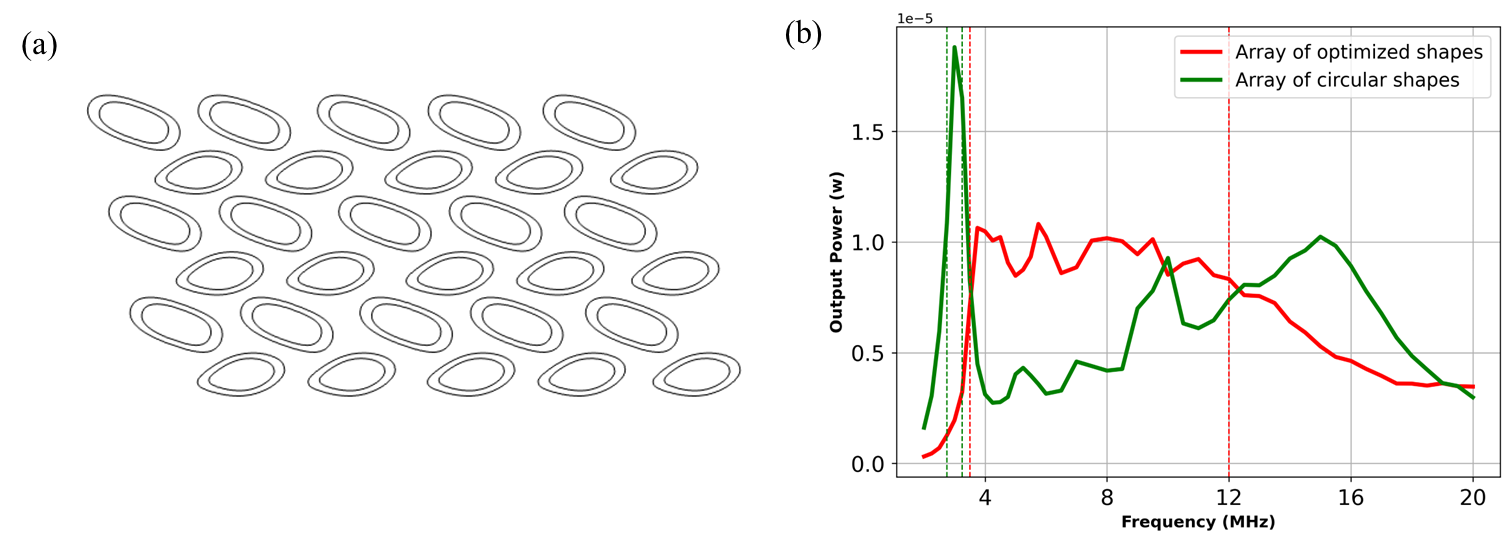 (a)
(b)
1e−5
Array of optimized shapes
Array of circular shapes
1.5
1.0
0.5
0.0
Output Power (w)
4 8 12 16 20
Frequency (MHz)